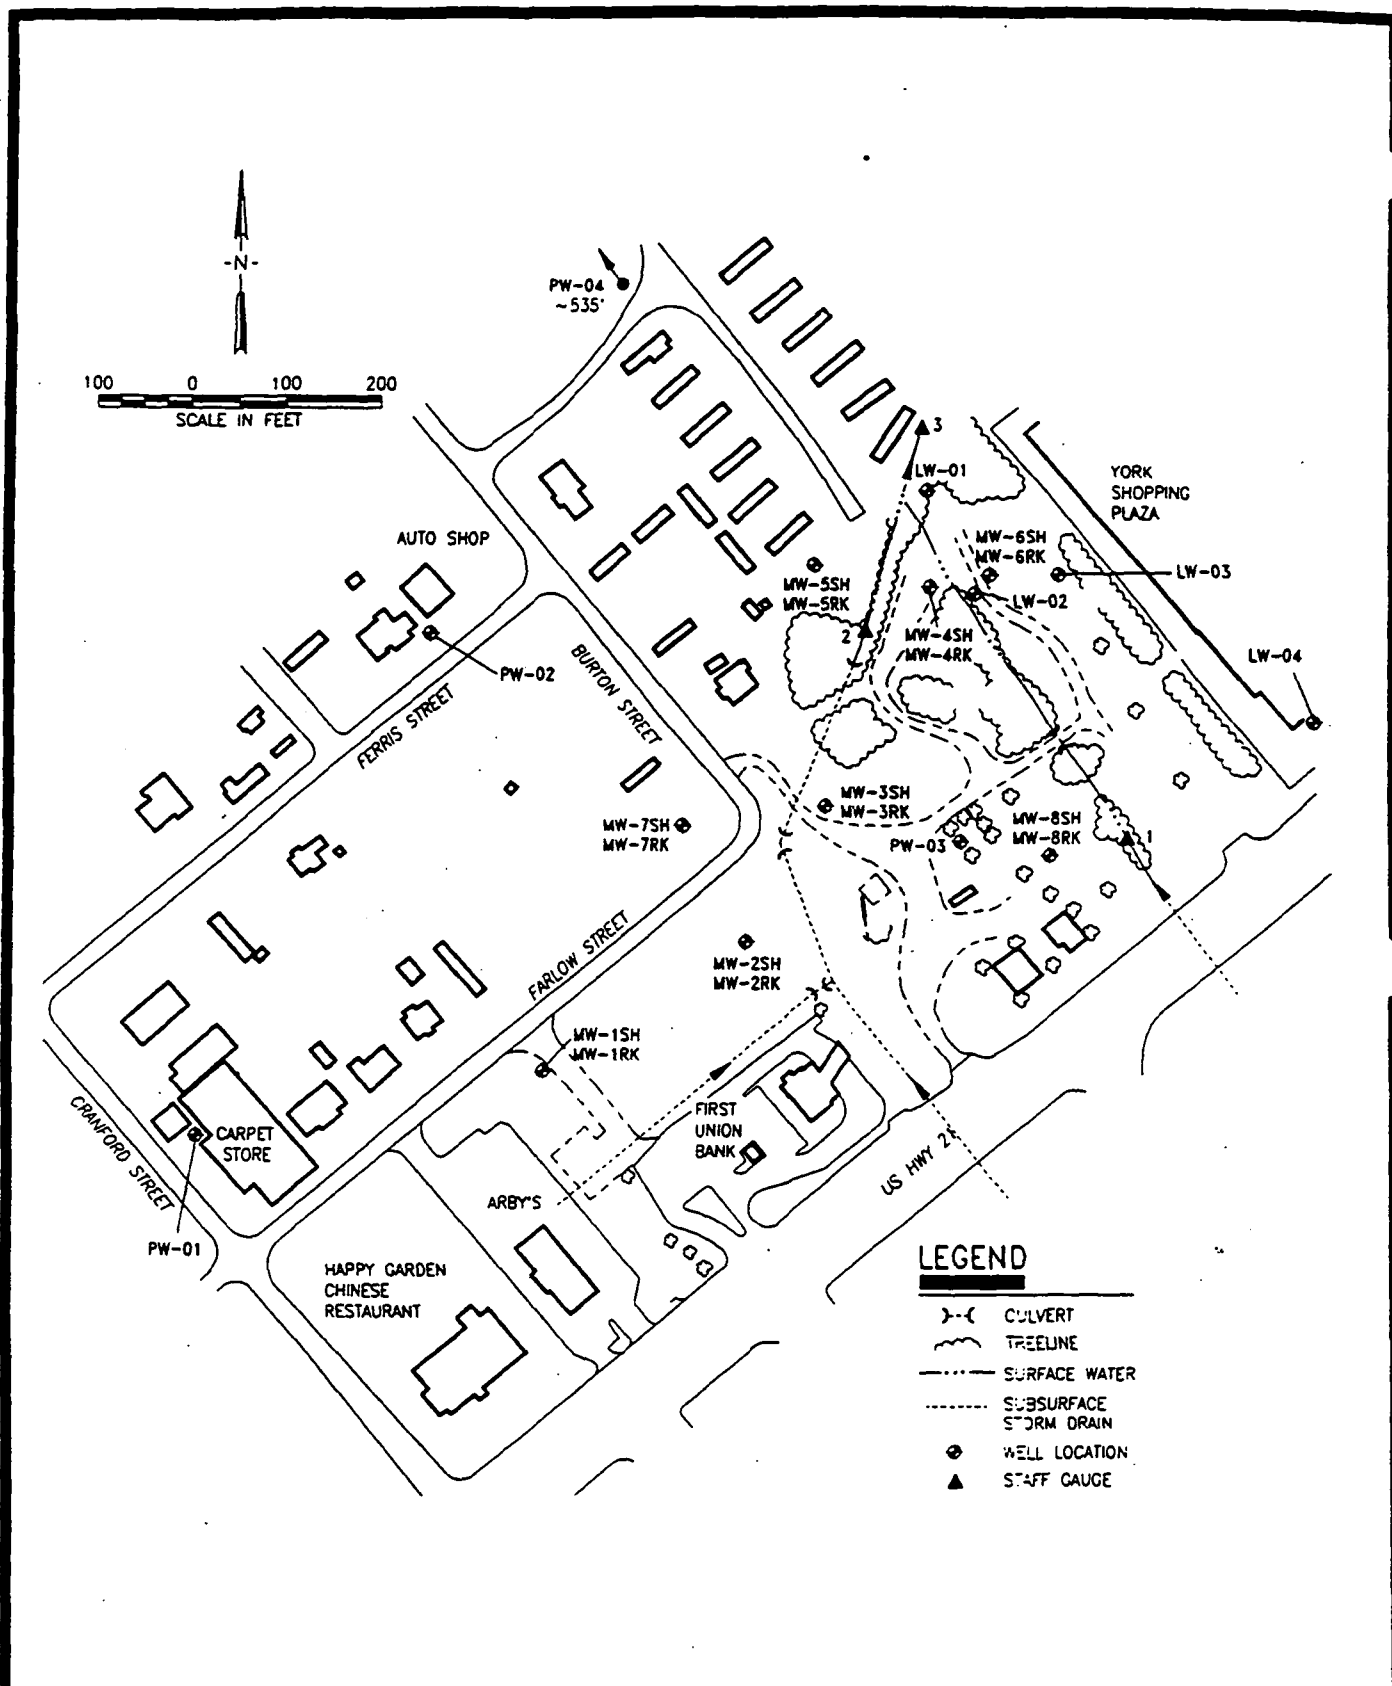 PW-04
~535'
-N-
100 0 100 200
SCALE IN FEET
3
LW-01
YORK
SHOPPING
PLAZA
AUTO SHOP
MW-6SH
MW-6RK
LW-03
MW-5SH
MW-5RK
LW-02
2
MW-4SH
MW-4RK
LW-04
PW-02
BURTON STREET
FERRIS STREET
MW-3SH
MW-3RK
MW-7SH
MW-7RK
PW-03
MW-8SH
MW-8RK
1
FARLOW STREET
MW-2SH
MW-2RK
MW-1SH
MW-1RK
CRANFORD STREET
CARPET
STORE
FIRST
UNION
BANK
US HWY 21
ARBY'S
PW-01
HAPPY GARDEN
CHINESE
RESTAURANT
LEGEND
CULVERT
TREELINE
SURFACE WATER
SUBSURFACE
STORM DRAIN
WELL LOCATION
STAFF GAUGE